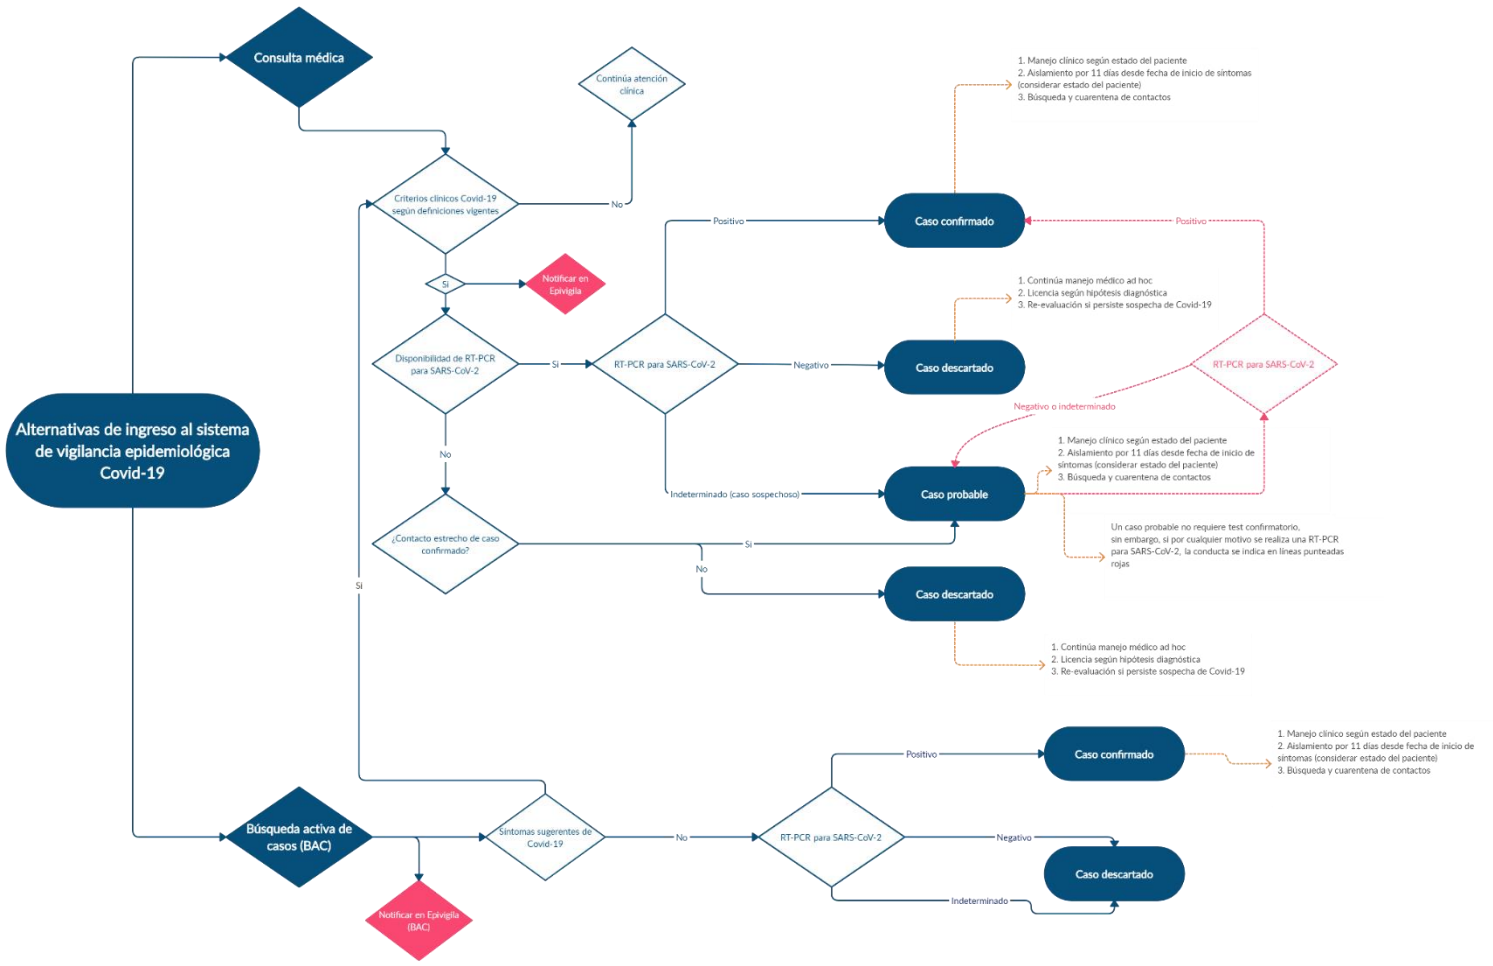 Consulta médica
Continúa atención
clínica
1. Manejo clínico según estado del paciente
2. Aislamiento por 11 días desde fecha de inicio de síntomas
(considerar estado del paciente)
3. Búsqueda y cuarentena de contactos
Criterios clínicos Covid-19
según definiciones vigentes
No
Positivo
Caso confirmado
Positivo
Si
Notificar en
Epivigila
1. Continúa manejo médico ad hoc
2. Licencia según hipótesis diagnóstica
3. Re-evaluación si persiste sospecha de Covid-19
Disponibilidad de RT-PCR
para SARS-CoV-2
Si
RT-PCR para SARS-CoV-2
Negativo
Caso descartado
RT-PCR para SARS-CoV-2
Negativo o indeterminado
Alternativas de ingreso al sistema
de vigilancia epidemiológica
Covid-19
No
1. Manejo clínico según estado del paciente
2. Aislamiento por 11 días desde fecha de inicio de
síntomas (considerar estado del paciente)
3. Búsqueda y cuarentena de contactos
Indeterminado (caso sospechoso)
Caso probable
Un caso probable no requiere test confirmatorio,
sin embargo, si por cualquier motivo se realiza una RT-PCR
para SARS-CoV-2, la conducta se indica en líneas punteadas
rojas
¿Contacto estrecho de caso
confirmado?
Si
No
Caso descartado
Si
1. Continúa manejo médico ad hoc
2. Licencia según hipótesis diagnóstica
3. Re-evaluación si persiste sospecha de Covid-19
Positivo
Caso confirmado
1. Manejo clínico según estado del paciente
2. Aislamiento por 11 días desde fecha de inicio de
síntomas (considerar estado del paciente)
3. Búsqueda y cuarentena de contactos
Búsqueda activa de
casos (BAC)
Síntomas sugerentes de
Covid-19
No
RT-PCR para SARS-CoV-2
Negativo
Caso descartado
Indeterminado
Notificar en Epivigila
(BAC)